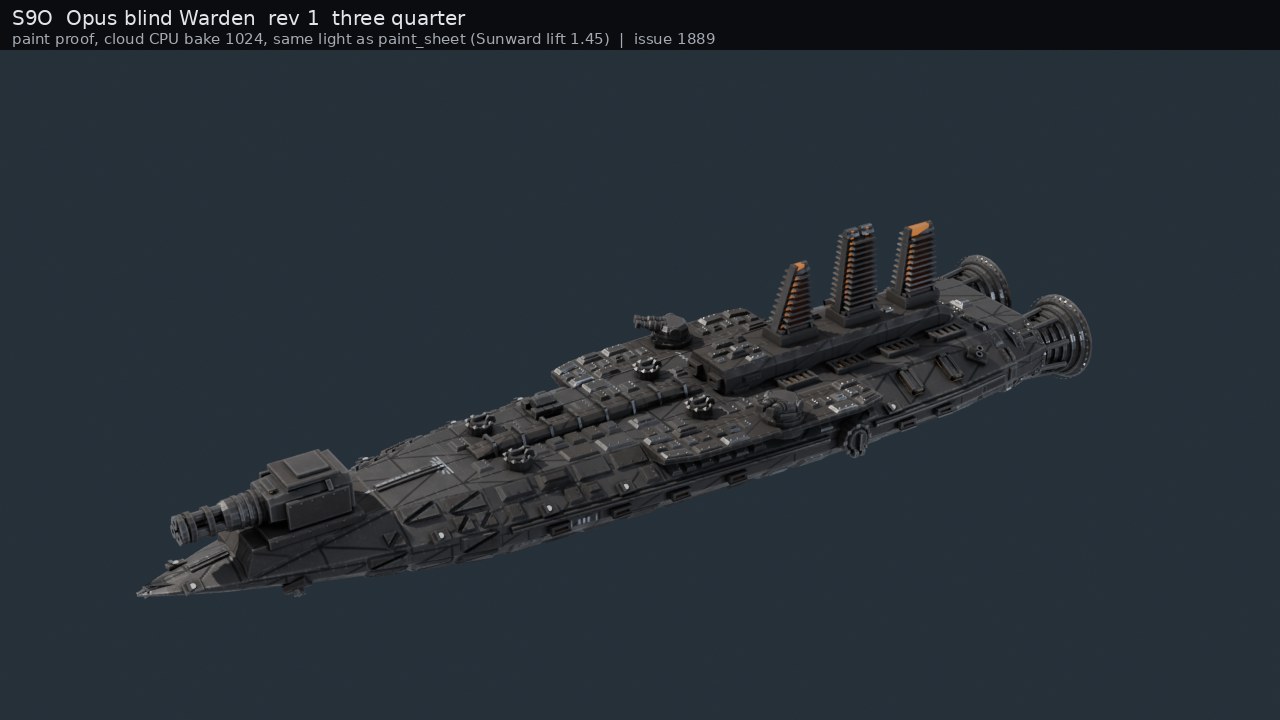 S9O Opus blind Warden rev 1 three quarter
paint proof, cloud CPU bake 1024, same light as paint_sheet (Sunward lift 1.45) | issue 1889